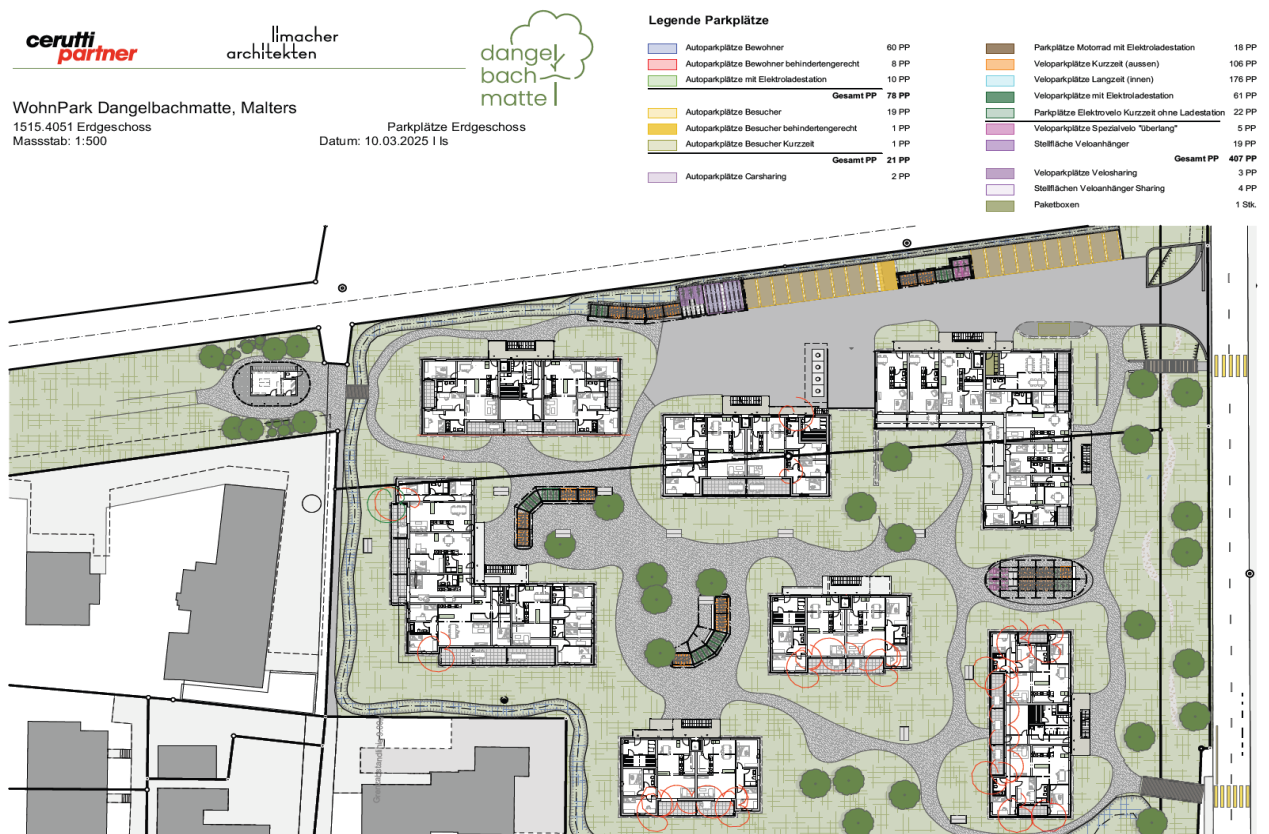 cerutti
partner
llmacher
architekten
dangel
bach
matte
WohnPark Dangelbachmatte, Malters
1515.4051 Erdgeschoss
Parkplätze Erdgeschoss
Massstab: 1:500
Datum: 10.03.2025 I ls
Legende Parkplätze
Autoparkplätze Bewohner 60 PP
Autoparkplätze Bewohner behindertengerecht 8 PP
Autoparkplätze mit Elektroladestation 10 PP
Gesamt PP 78 PP
Autoparkplätze Besucher 19 PP
Autoparkplätze Besucher behindertengerecht 1 PP
Autoparkplätze Besucher Kurzzeit 1 PP
Gesamt PP 21 PP
Autoparkplätze Carsharing 2 PP
Parkplätze Motorrad mit Elektroladestation 18 PP
Veloparkplätze Kurzzeit (aussen) 106 PP
Veloparkplätze Langzeit (innen) 176 PP
Veloparkplätze mit Elektroladestation 61 PP
Parkplätze Elektrovelo Kurzzeit ohne Ladestation 22 PP
Veloparkplätze Spezialvelo "überlang" 5 PP
Stellfläche Veloanhänger 19 PP
Gesamt PP 407 PP
Veloparkplätze Velosharing 3 PP
Stellflächen Veloanhänger Sharing 4 PP
Paketboxen 1 Stk.